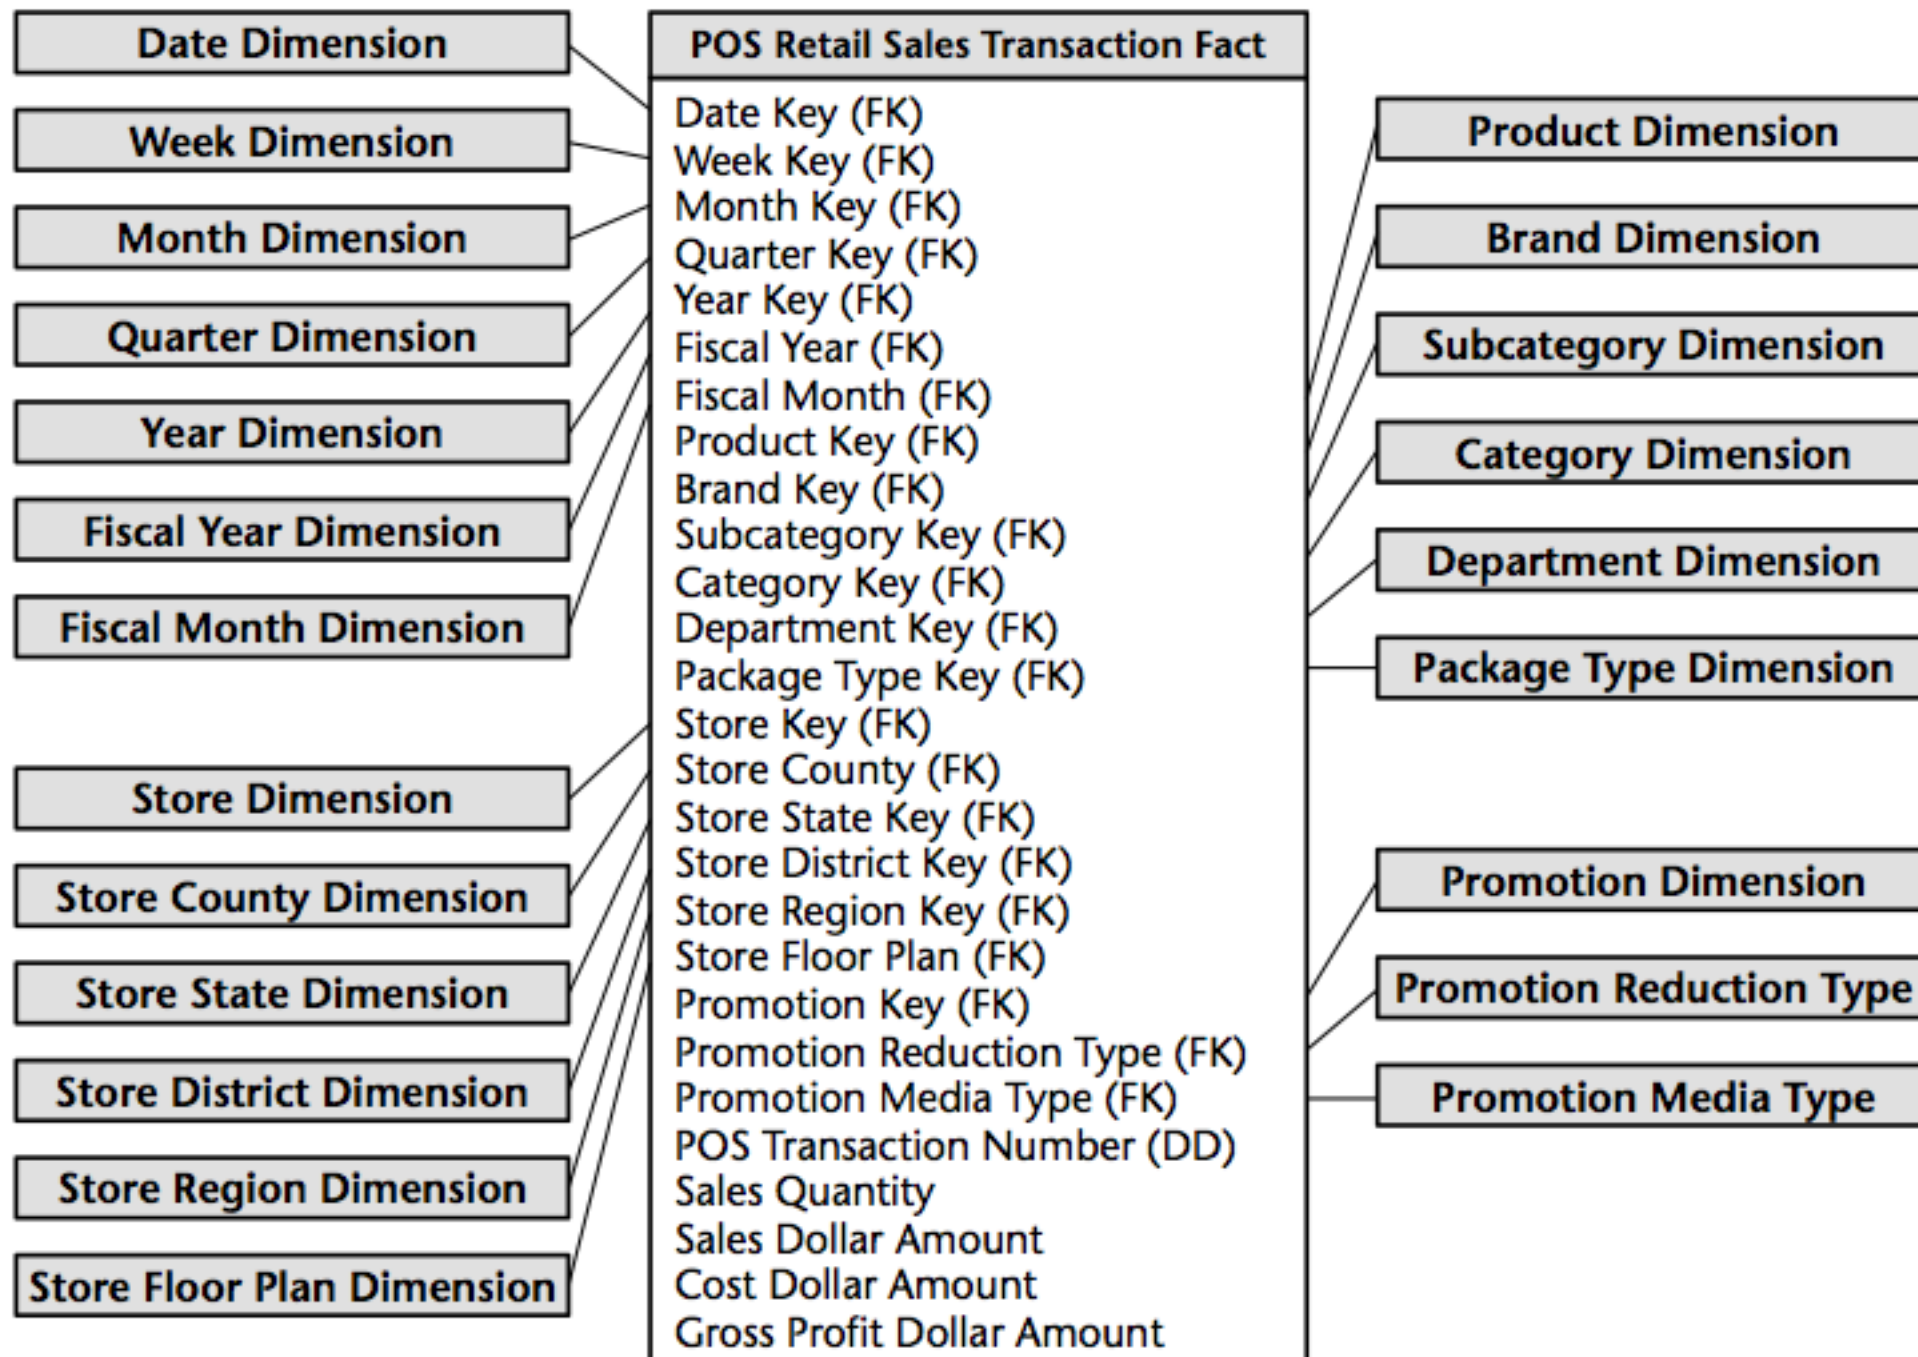 Date Dimension
Week Dimension
Month Dimension
Quarter Dimension
Year Dimension
Fiscal Year Dimension
Fiscal Month Dimension
Store Dimension
Store County Dimension
Store State Dimension
Store District Dimension
Store Region Dimension
Store Floor Plan Dimension
POS Retail Sales Transaction Fact
Date Key (FK)
Week Key (FK)
Month Key (FK)
Quarter Key (FK)
Year Key (FK)
Fiscal Year (FK)
Fiscal Month (FK)
Product Key (FK)
Brand Key (FK)
Subcategory Key (FK)
Category Key (FK)
Department Key (FK)
Package Type Key (FK)
Store Key (FK)
Store County (FK)
Store State Key (FK)
Store District Key (FK)
Store Region Key (FK)
Store Floor Plan (FK)
Promotion Key (FK)
Promotion Reduction Type (FK)
Promotion Media Type (FK)
POS Transaction Number (DD)
Sales Quantity
Sales Dollar Amount
Cost Dollar Amount
Gross Profit Dollar Amount
Product Dimension
Brand Dimension
Subcategory Dimension
Category Dimension
Department Dimension
Package Type Dimension
Promotion Dimension
Promotion Reduction Type
Promotion Media Type